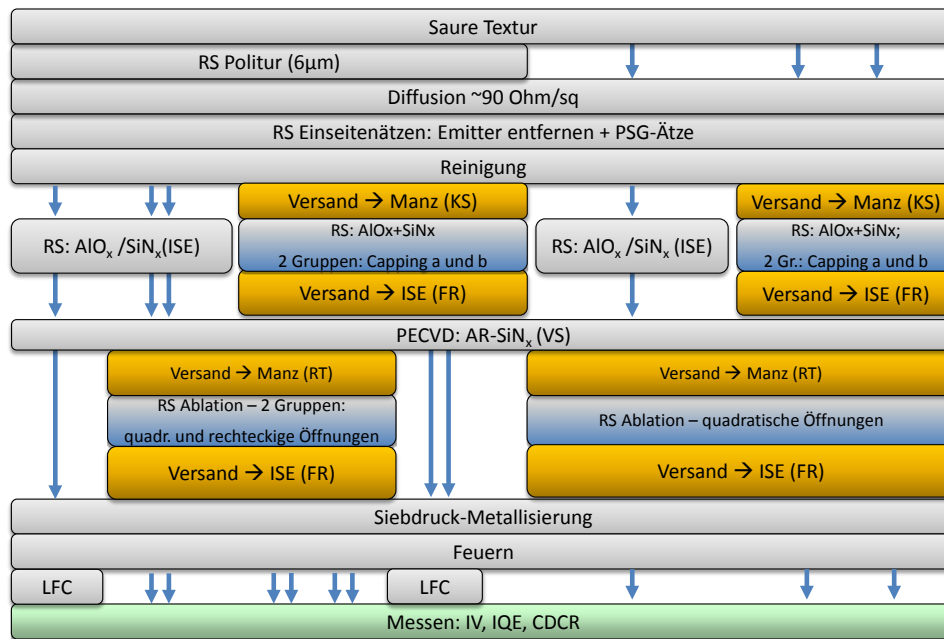 Saure Textur
RS Politur (6µm)
Diffusion ~90 Ohm/sq
RS Einseitenätzen: Emitter entfernen + PSG-Ätze
Reinigung
Versand → Manz (KS)
Versand → Manz (KS)
RS: AlOₓ /SiNₓ(ISE)
RS: AlOx+SiNx
2 Gruppen: Capping a und b
RS: AlOₓ /SiNₓ (ISE)
RS: AlOx+SiNx;
2 Gr.: Capping a und b
Versand → ISE (FR)
Versand → ISE (FR)
PECVD: AR-SiNₓ (VS)
Versand → Manz (RT)
Versand → Manz (RT)
RS Ablation – 2 Gruppen:
quadr. und rechteckige Öffnungen
RS Ablation – quadratische Öffnungen
Versand → ISE (FR)
Versand → ISE (FR)
Siebdruck-Metallisierung
Feuern
LFC
LFC
Messen: IV, IQE, CDCR